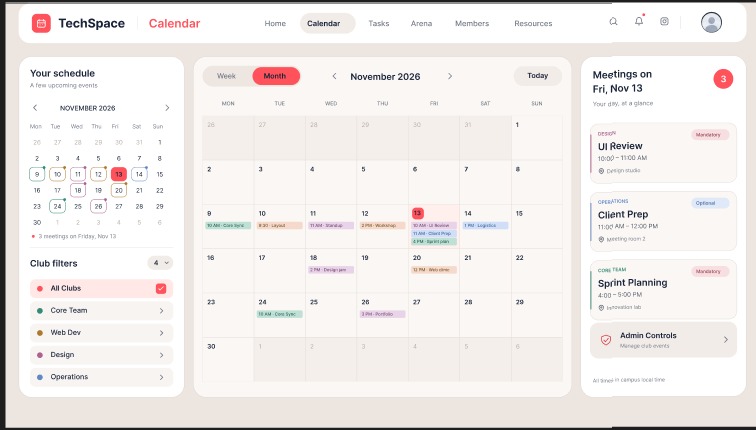 TechSpace
Calendar
Home
Calendar
Tasks
Arena
Members
Resources
Your schedule
A few upcoming events
NOVEMBER 2026
Mon Tue Wed Thu Fri Sat Sun
26 27 28 29 30 31 1
2 3 4 5 6 7 8
9 10 11 12 13 14 15
16 17 18 19 20 21 22
23 24 25 26 27 28 29
30 1 2 3 4 5 6
3 meetings on Friday, Nov 13
Club filters
4
All Clubs
Core Team
Web Dev
Design
Operations
Week
Month
November 2026
Today
MON TUE WED THU FRI SAT SUN
26 27 28 29 30 31 1
2 3 4 5 6 7 8
9 10 11 12 13 14 15
10 AM · Core Sync
9:30 · Layout
11 AM · Standup
2 PM · Workshop
10 AM · UI Review
1 PM · Logistics
11 AM · Client Prep
4 PM · Sprint plan
16 17 18 19 20 21 22
2 PM · Design jam
12 PM · Web clinic
23 24 25 26 27 28 29
10 AM · Core Sync
3 PM · Portfolio
30 1 2 3 4 5 6
Meetings on
Fri, Nov 13
3
Your day, at a glance
DESIGN
Mandatory
UI Review
10:00 – 11:00 AM
Design studio
OPERATIONS
Optional
Client Prep
11:00 AM – 12:00 PM
Meeting room 2
CORE TEAM
Mandatory
Sprint Planning
4:00 – 5:00 PM
Innovation lab
Admin Controls
Manage club events
All times in campus local time